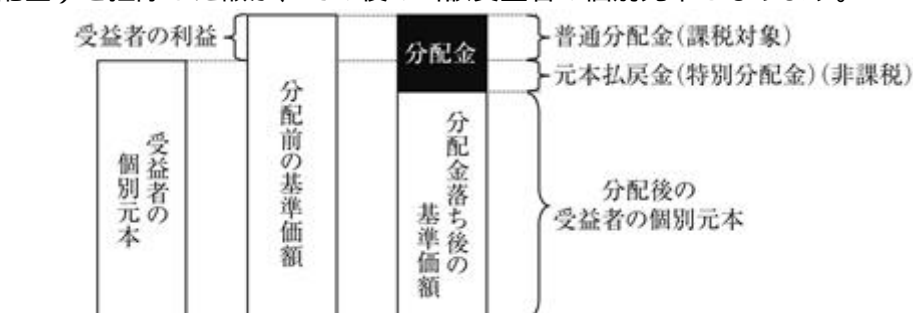 受益者の利益
分配金
普通分配金(課税対象)
元本払戻金(特別分配金)(非課税)
受益者の
個別元本
分配前の基準価額
分配金落ち後の
基準価額
分配後の
受益者の個別元本